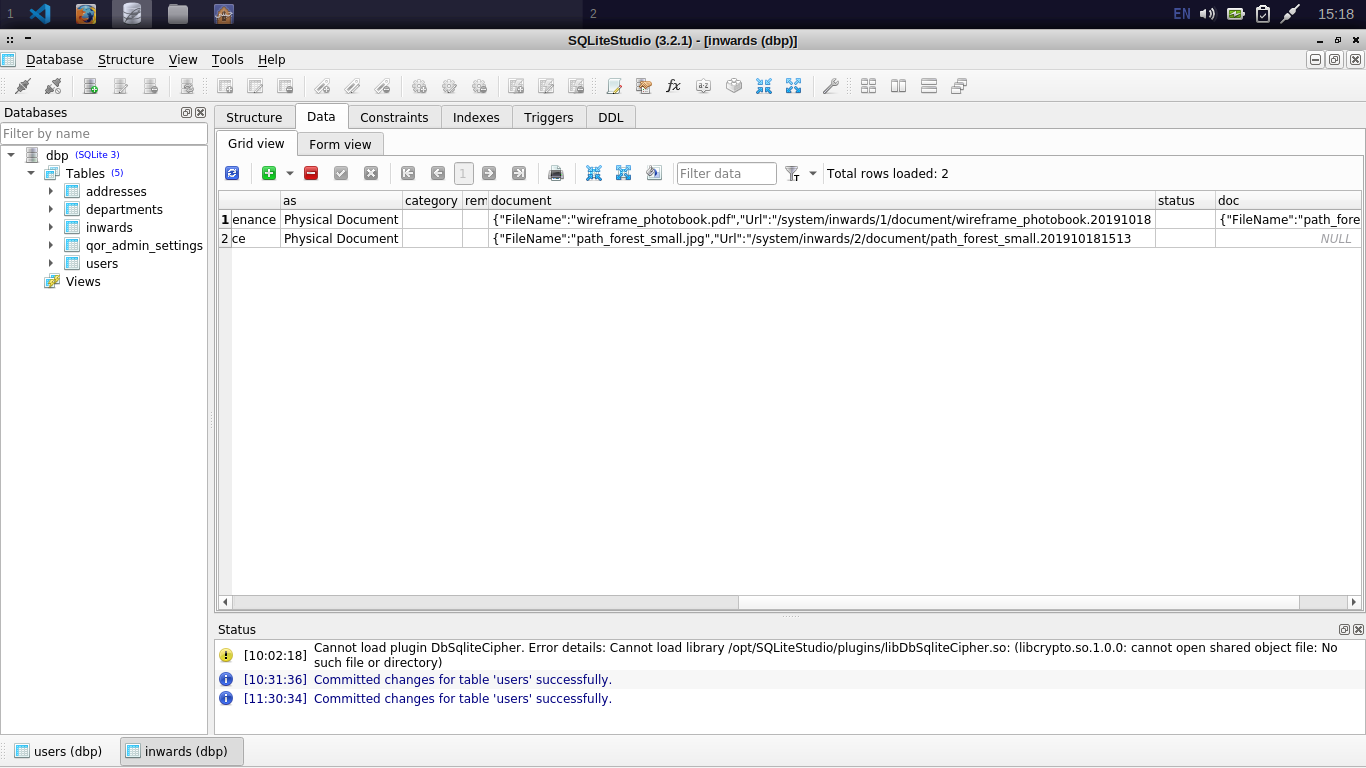 1 2 EN 15:18
SQLiteStudio (3.2.1) - [inwards (dbp)]
Database Structure View Tools Help
Databases
Filter by name
dbp (SQLite 3)
Tables (5)
addresses
departments
inwards
qor_admin_settings
users
Views
Structure Data Constraints Indexes Triggers DDL
Grid view Form view
1 Filter data Total rows loaded: 2
as category rem document status doc
1 enance Physical Document {"FileName":"wireframe_photobook.pdf","Url":"/system/inwards/1/document/wireframe_photobook.20191018 {"FileName":"path_fore
2 ce Physical Document {"FileName":"path_forest_small.jpg","Url":"/system/inwards/2/document/path_forest_small.201910181513 NULL
Status
[10:02:18] Cannot load plugin DbSqliteCipher. Error details: Cannot load library /opt/SQLiteStudio/plugins/libDbSqliteCipher.so: (libcrypto.so.1.0.0: cannot open shared object file: No
such file or directory)
[10:31:36] Committed changes for table 'users' successfully.
[11:30:34] Committed changes for table 'users' successfully.
users (dbp) inwards (dbp)